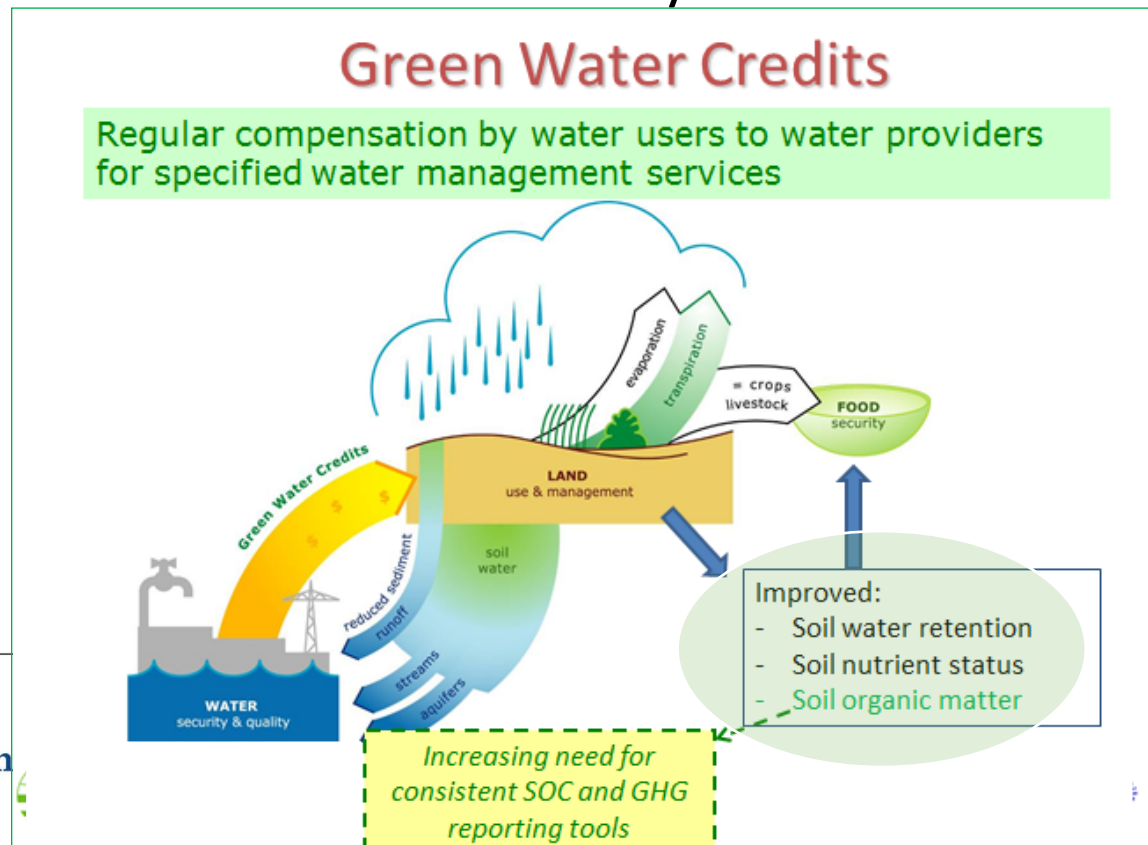 Green Water Credits
Regular compensation by water users to water providers
for specified water management services
evaporation
transpiration
= crops
livestock
FOOD
security
Green Water Credits
$ $ $ $
LAND
use & management
soil
water
reduced sediment
runoff
streams
aquifers
WATER
security & quality
Improved:
- Soil water retention
- Soil nutrient status
- Soil organic matter
Increasing need for
consistent SOC and GHG
reporting tools